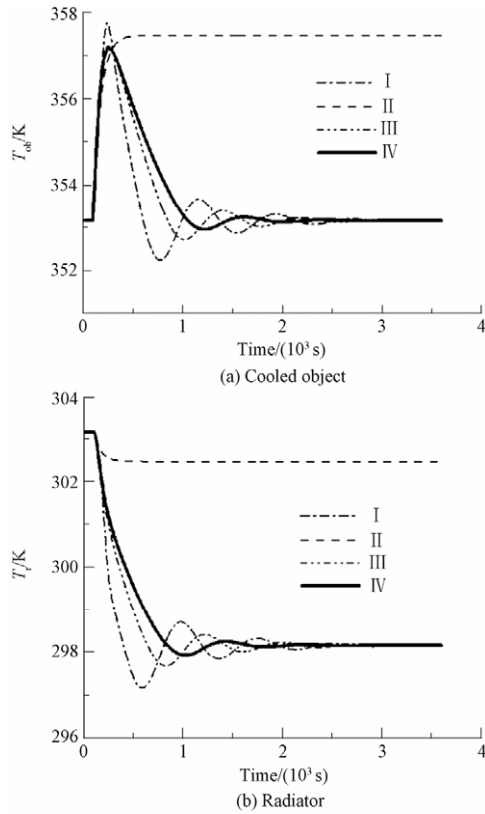 358
356
354
352
T_ob/K
I
II
III
IV
0
1
2
3
4
Time/(10³ s)
(a) Cooled object
304
302
300
298
296
T_r/K
I
II
III
IV
0
1
2
3
4
Time/(10³ s)
(b) Radiator